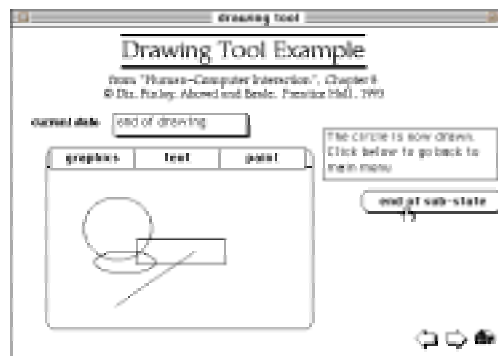 drawing tool
Drawing Tool Example
from "Human-Computer Interaction", Chapter 8
© Dix, Finlay, Abowd and Beale. Prentice Hall, 1993
current state end of drawing
The circle is now drawn.
Click below to go back to
main menu
graphics text paint
end of sub-state